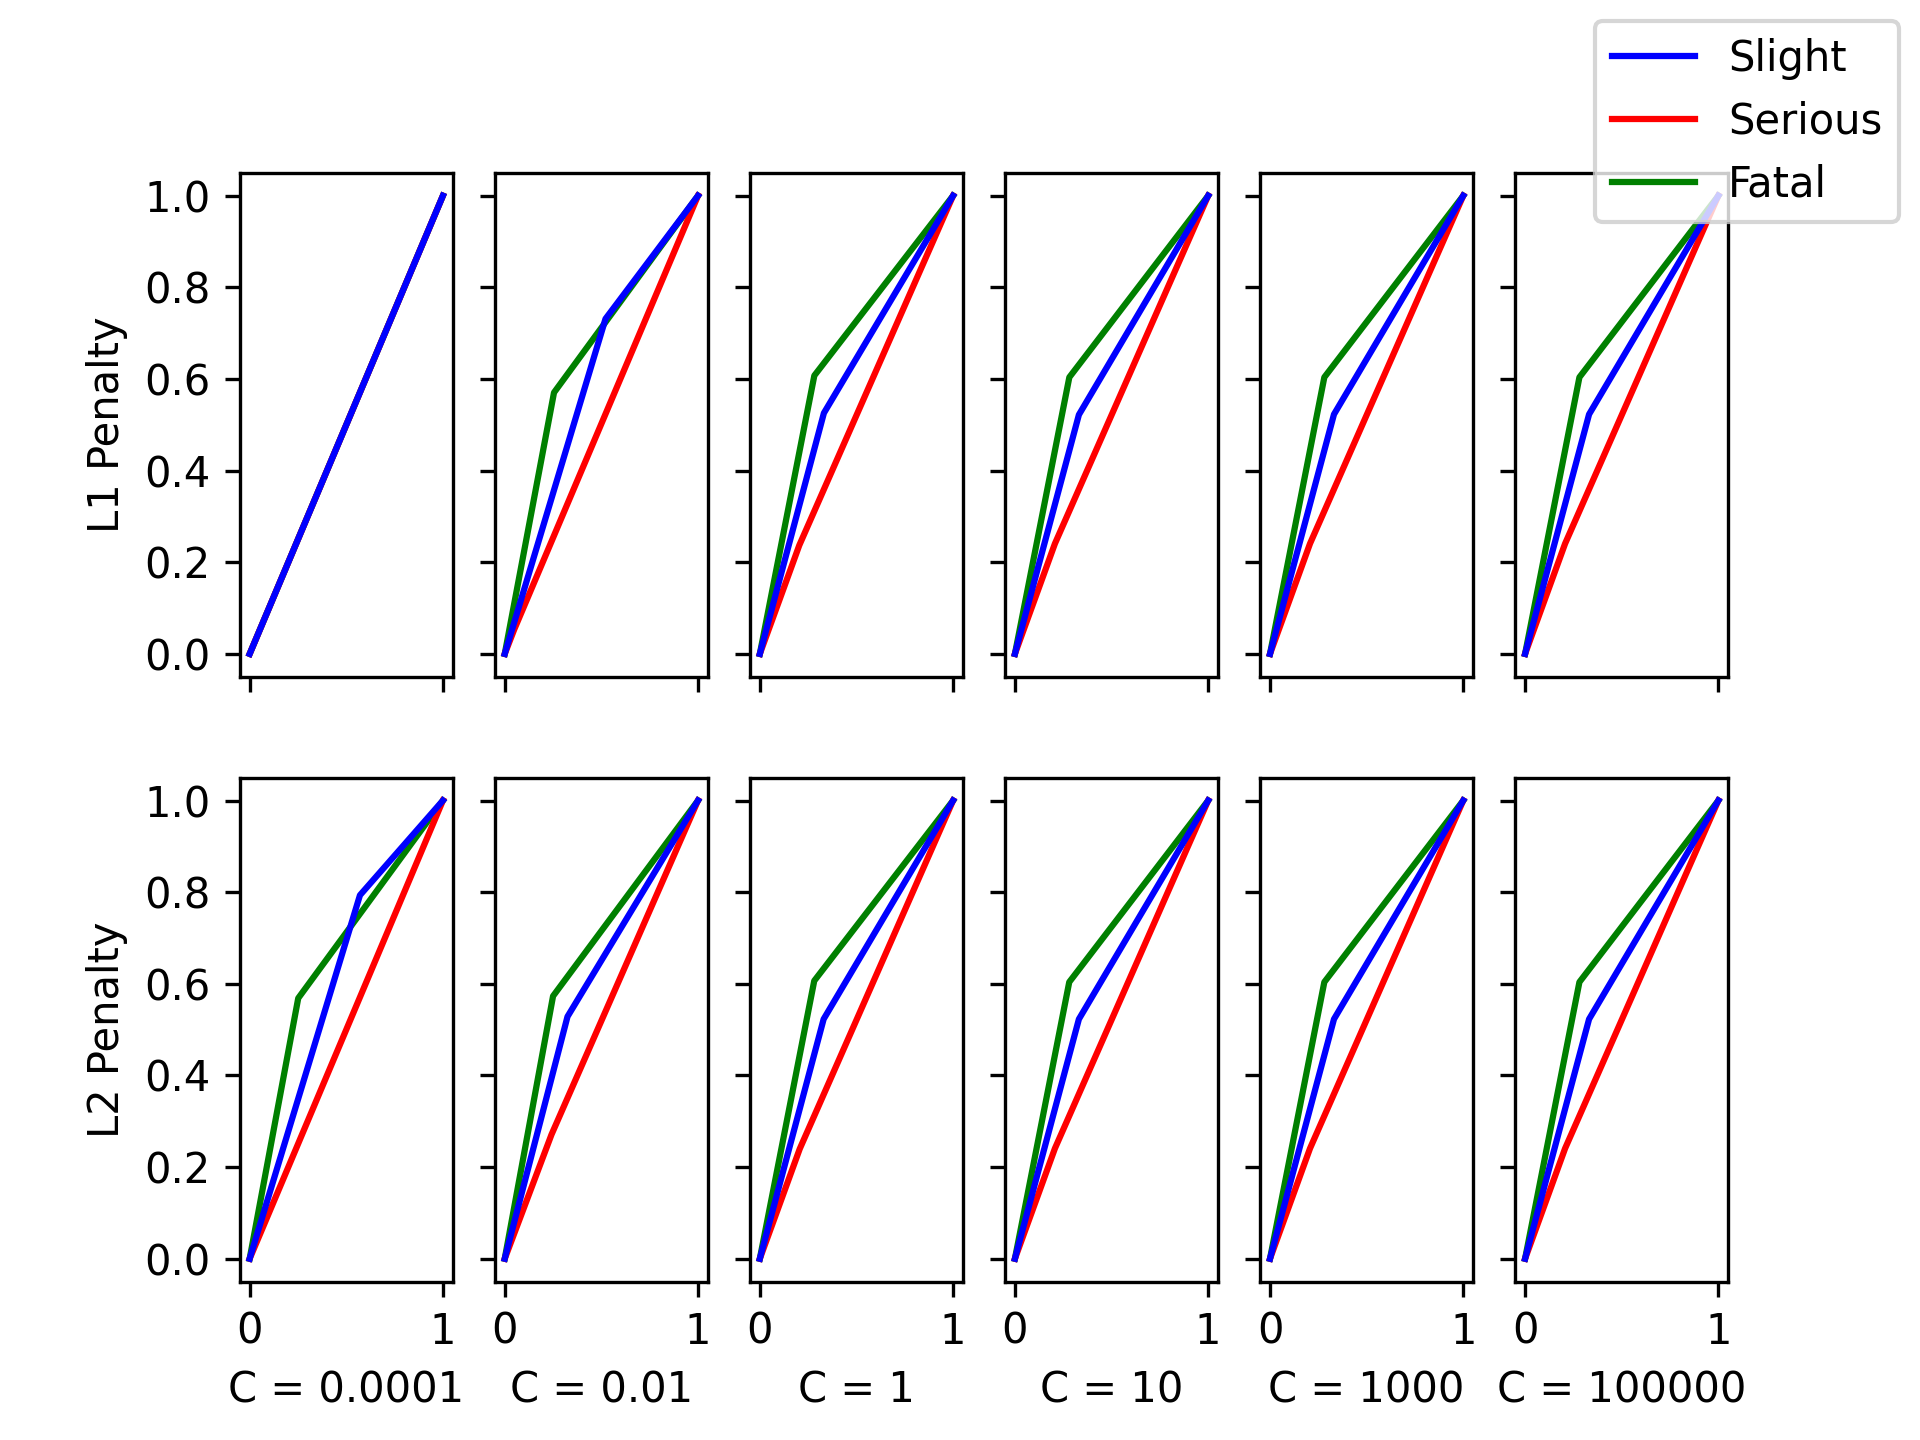 Slight
Serious
Fatal
L1 Penalty
1.0
0.8
0.6
0.4
0.2
0.0
L2 Penalty
1.0
0.8
0.6
0.4
0.2
0.0
0 1 0 1 0 1 0 1 0 1 0 1
C = 0.0001 C = 0.01 C = 1 C = 10 C = 1000 C = 100000